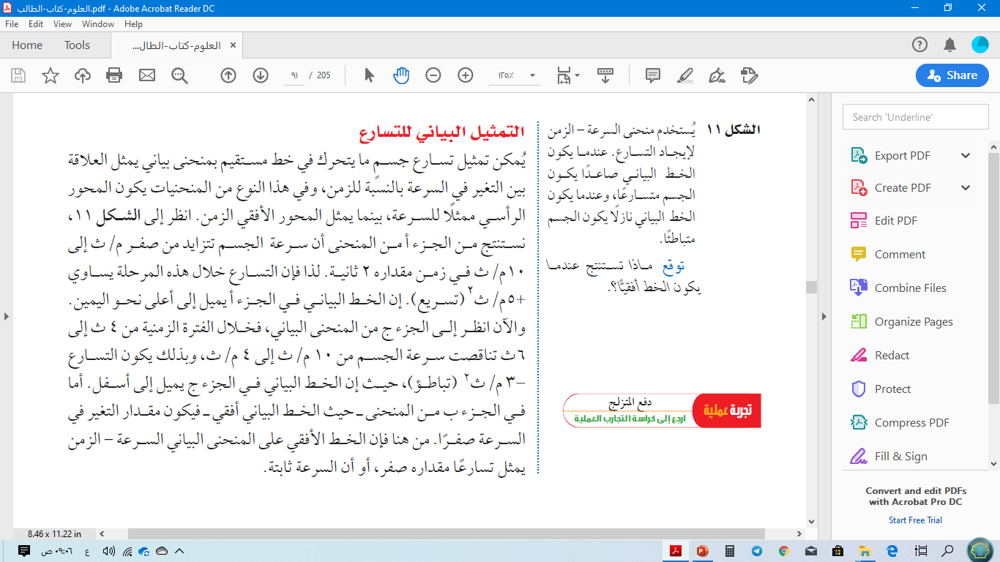 العلوم-كتاب-الطالب.pdf - Adobe Acrobat Reader DC
File Edit View Window Help
Home Tools العلوم-كتاب-الطال...
٩١ / 205
١٢٥٪
Share
الشكل ١١ يُستخدم منحنى السرعة – الزمن
لإيجاد التسارع. عندما يكون
الخط البياني صاعدًا يكون
الجسم متسارعًا، وعندما يكون
الخط البياني نازلًا يكون الجسم
متباطئًا.
توقع ماذا تستنتج عندما
يكون الخط أفقيًّا؟.
تجربة عملية
دفع المتزلج
ارجع إلى كراسة التجارب العملية
التمثيل البياني للتسارع
يُمكن تمثيل تسارع جسمٍ ما يتحرك في خط مستقيم بمنحنى بياني يمثل العلاقة
بين التغير في السرعة بالنسبة للزمن، وفي هذا النوع من المنحنيات يكون المحور
الرأسي ممثلًا للسرعة، بينما يمثل المحور الأفقي الزمن. انظر إلى الشكل ١١،
نستنتج من الجزء أ من المنحنى أن سرعة الجسم تتزايد من صفر م/ ث إلى
١٠ م/ ث في زمن مقداره ٢ ثانية. لذا فإن التسارع خلال هذه المرحلة يساوي
+٥ م/ ث٢ (تسريع). إن الخط البياني في الجزء أ يميل إلى أعلى نحو اليمين.
والآن انظر إلى الجزء ج من المنحنى البياني، فخلال الفترة الزمنية من ٤ ث إلى
٦ث تناقصت سرعة الجسم من ١٠ م/ ث إلى ٤ م/ ث، وبذلك يكون التسارع
–٣ م/ ث٢ (تباطؤ)، حيث إن الخط البياني في الجزء ج يميل إلى أسفل. أما
في الجزء ب من المنحنى ـ حيث الخط البياني أفقي ـ فيكون مقدار التغير في
السرعة صفرًا. من هنا فإن الخط الأفقي على المنحنى البياني السرعة – الزمن
يمثل تسارعًا مقداره صفر، أو أن السرعة ثابتة.
Search 'Underline'
Export PDF
Create PDF
Edit PDF
Comment
Combine Files
Organize Pages
Redact
Protect
Compress PDF
Fill & Sign
Convert and edit PDFs
with Acrobat Pro DC
Start Free Trial
8.46 x 11.22 in
٠٩:٠٦ ص
ع